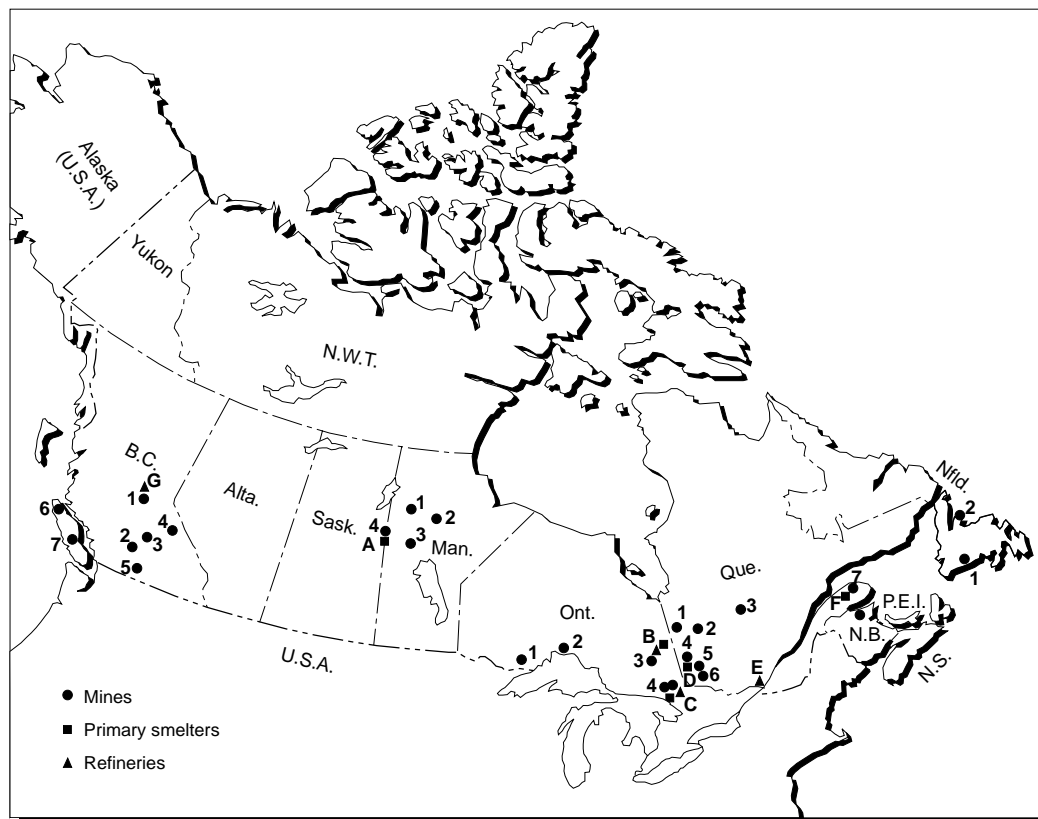 Alaska
(U.S.A.)
Yukon
N.W.T.
B.C.
G
1
6
7
2
3
4
5
Alta.
Sask.
4
A
1
2
3
Man.
Nfld.
2
1
Que.
7
F
P.E.I.
N.B.
N.S.
Ont.
1
2
B
3
4
C
1
2
3
4
D
5
6
E
U.S.A.
Mines
Primary smelters
Refineries